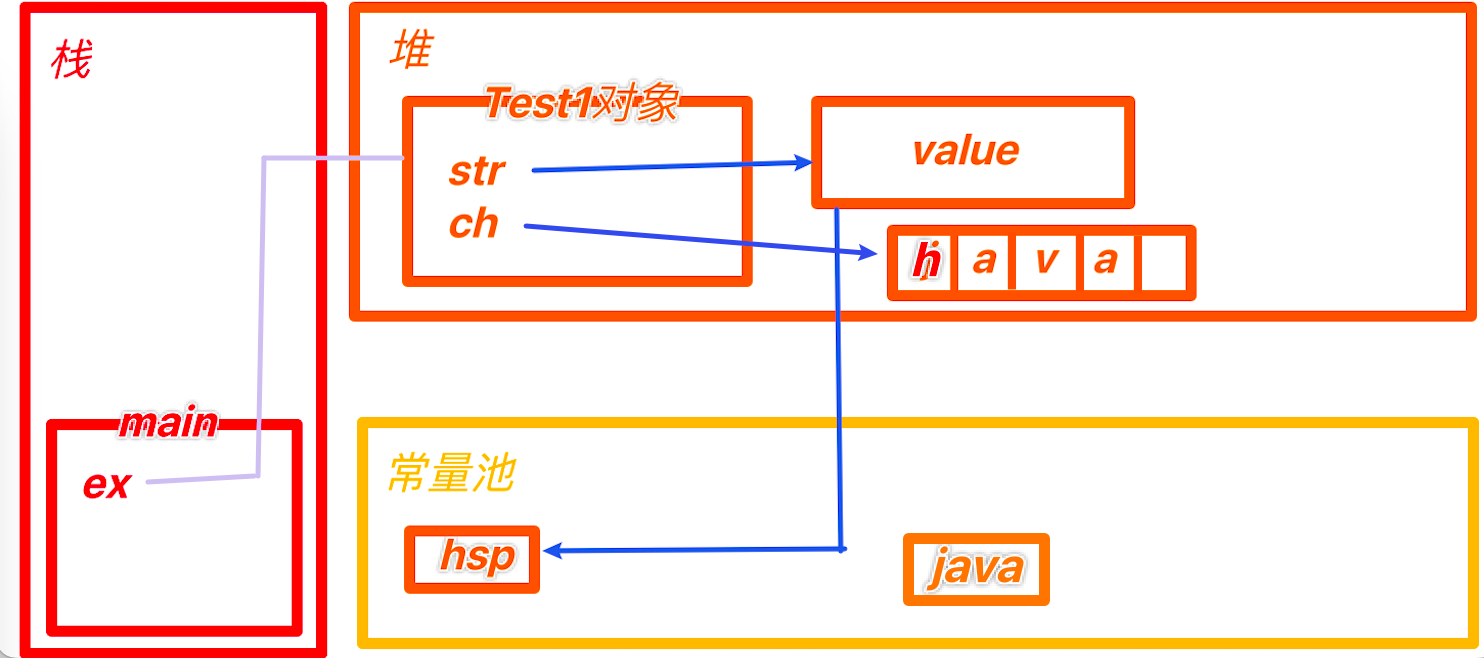 栈
堆
Test1对象
str
ch
value
h a v a
main
ex
常量池
hsp
java